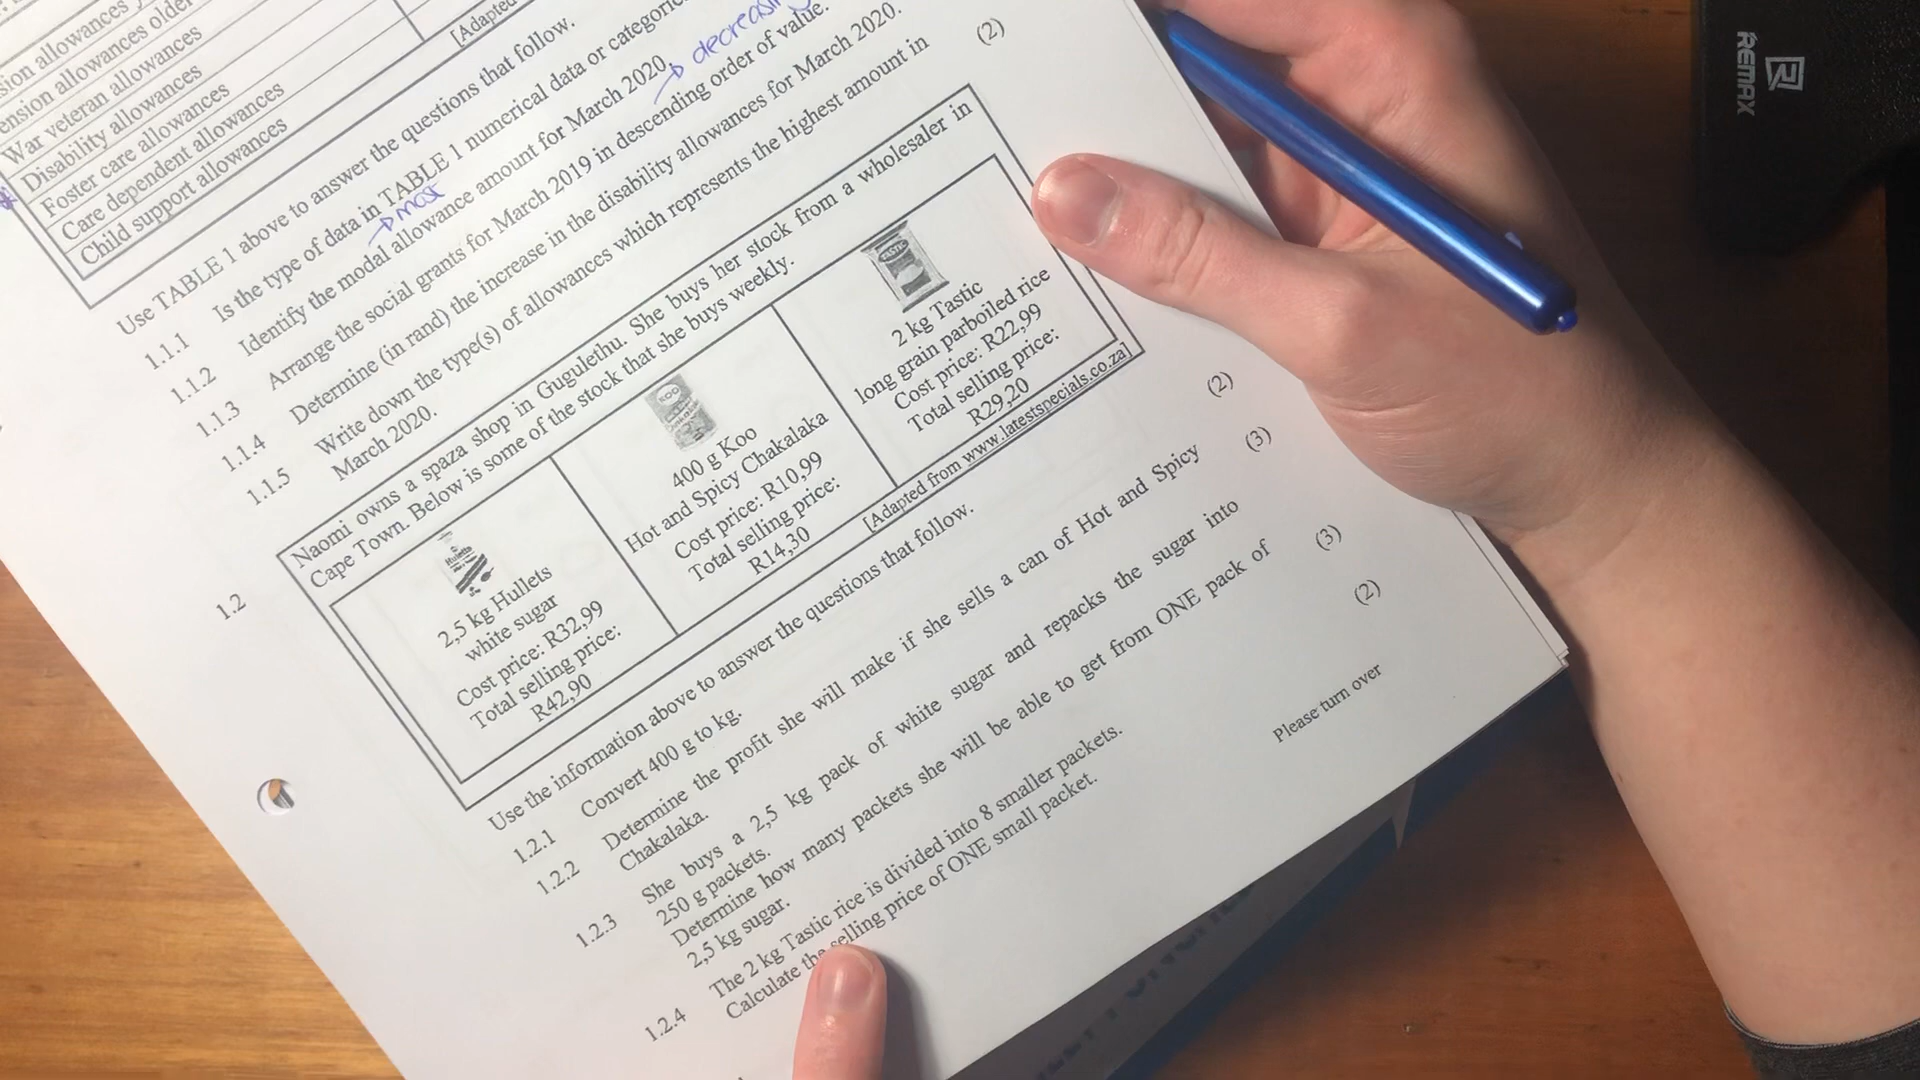 sion allowances
ension allowances older
War veteran allowances
Disability allowances
Foster care allowances
Care dependent allowances
Child support allowances
[Adapted
Use TABLE 1 above to answer the questions that follow.
1.1.1 Is the type of data in TABLE 1 numerical data or
most
1.1.2 Identify the modal allowance amount for March 2020.
decreasing
1.1.3 Arrange the social grants for March 2019 in descending order of value.
1.1.4 Determine (in rand) the increase in the disability allowances for March 2020.
1.1.5 Write down the type(s) of allowances which represents the highest amount in
March 2020. (2)
1.2 Naomi owns a spaza shop in Gugulethu. She buys her stock from a wholesaler in
Cape Town. Below is some of the stock that she buys weekly.
Huletts
2,5 kg Hullets
white sugar
Cost price: R32,99
Total selling price:
R42,90
KOO
400 g Koo
Hot and Spicy Chakalaka
Cost price: R10,99
Total selling price:
R14,30
TASTIC
2 kg Tastic
long grain parboiled rice
Cost price: R22,99
Total selling price:
R29,20
[Adapted from www.latestspecials.co.za]
Use the information above to answer the questions that follow.
1.2.1 Convert 400 g to kg. (2)
1.2.2 Determine the profit she will make if she sells a can of Hot and Spicy
Chakalaka. (3)
1.2.3 She buys a 2,5 kg pack of white sugar and repacks the sugar into
250 g packets.
Determine how many packets she will be able to get from ONE pack of
2,5 kg sugar. (3)
1.2.4 The 2 kg Tastic rice is divided into 8 smaller packets.
Calculate the selling price of ONE small packet. (2)
Please turn over
REMAX